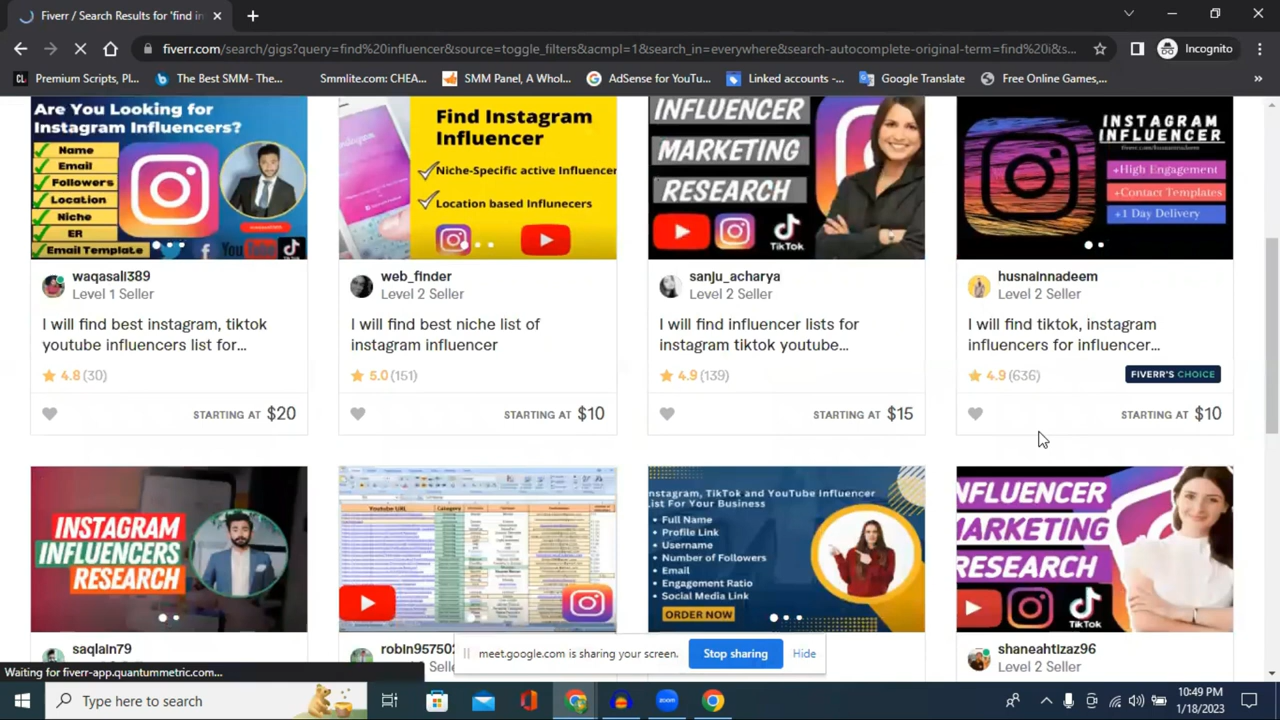 Fiverr / Search Results for 'find in
fiverr.com/search/gigs?query=find%20influencer&source=toggle_filters&acmpl=1&search_in=everywhere&search-autocomplete-original-term=find%20i&s...
Incognito
CL Premium Scripts, Pl...
The Best SMM- The...
Smmlite.com: CHEA...
SMM Panel, A Whol...
AdSense for YouTu...
Linked accounts -...
Google Translate
Free Online Games,...
Are You Looking for
Instagram Influencers?
Name
Email
Followers
Location
Niche
ER
Email Template
waqasali389
Level 1 Seller
I will find best instagram, tiktok
youtube influencers list for...
4.8 (30)
STARTING AT $20
Find Instagram
Influencer
Niche-Specific active Influencer
Location based Influnecers
web_finder
Level 2 Seller
I will find best niche list of
instagram influencer
5.0 (151)
STARTING AT $10
INFLUENCER
MARKETING
RESEARCH
TikTok
sanju_acharya
Level 2 Seller
I will find influencer lists for
instagram tiktok youtube...
4.9 (139)
STARTING AT $15
INSTAGRAM
INFLUENCER
+High Engagement
+Contact Templates
+1 Day Delivery
husnainnadeem
Level 2 Seller
I will find tiktok, instagram
influencers for influencer...
4.9 (636)
FIVERR'S CHOICE
STARTING AT $10
INSTAGRAM
INFLUENCERS
RESEARCH
saqlain79
Youtube URL
Category
robin957502
Instagram, TikTok and YouTube Influencer
List For Your Business
Full Name
Profile Link
Username
Number of Followers
Email
Engagement Ratio
Social Media Link
ORDER NOW
NFLUENCER
MARKETING
RESEARCH
TikTok
shaneahtizaz96
Level 2 Seller
meet.google.com is sharing your screen.
Stop sharing
Hide
Waiting for fiverr-app.quantummetric.com...
Type here to search
10:49 PM
1/18/2023